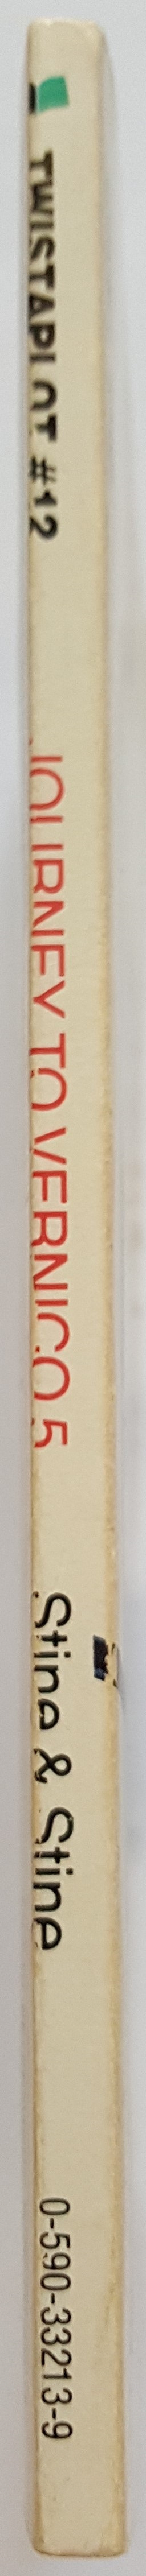 TWISTAPLOT #12
JOURNEY TO VERNICO 5
Stine & Stine
0-590-33213-9